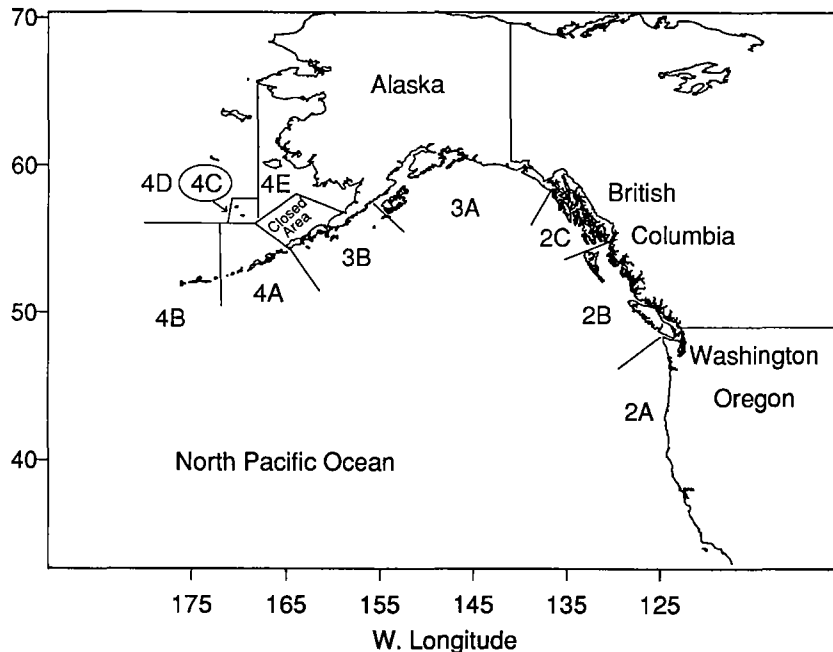 70
Alaska
60
4D
4C
4E
Closed
Area
3A
British
Columbia
2C
3B
4A
4B
50
2B
Washington
Oregon
2A
North Pacific Ocean
40
175
165
155
145
135
125
W. Longitude